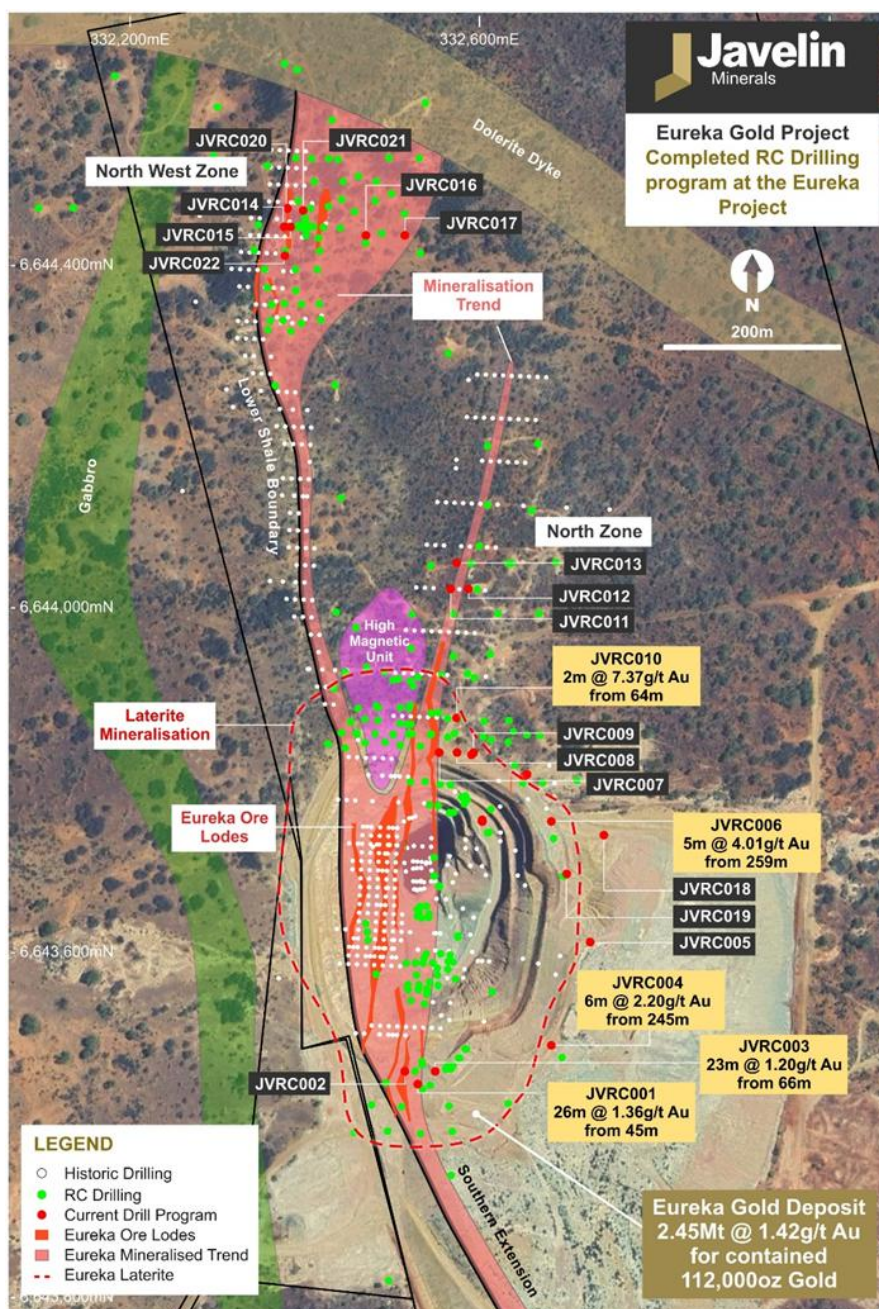 332,200mE
332,600mE
Javelin
Minerals
Eureka Gold Project
Completed RC Drilling
program at the Eureka
Project
Dolerite Dyke
JVRC020
JVRC021
North West Zone
JVRC016
JVRC014
JVRC017
JVRC015
JVRC022
6,644,400mN
Mineralisation
Trend
N
200m
Lower Shale Boundary
Gabbro
North Zone
JVRC013
JVRC012
JVRC011
6,644,000mN
High
Magnetic
Unit
JVRC010
2m @ 7.37g/t Au
from 64m
Laterite
Mineralisation
JVRC009
JVRC008
JVRC007
Eureka Ore
Lodes
JVRC006
5m @ 4.01g/t Au
from 259m
JVRC018
JVRC019
JVRC005
6,643,600mN
JVRC004
6m @ 2.20g/t Au
from 245m
JVRC003
23m @ 1.20g/t Au
from 66m
JVRC002
JVRC001
26m @ 1.36g/t Au
from 45m
LEGEND
Historic Drilling
RC Drilling
Current Drill Program
Eureka Ore Lodes
Eureka Mineralised Trend
Eureka Laterite
Southern Extension
Eureka Gold Deposit
2.45Mt @ 1.42g/t Au
for contained
112,000oz Gold